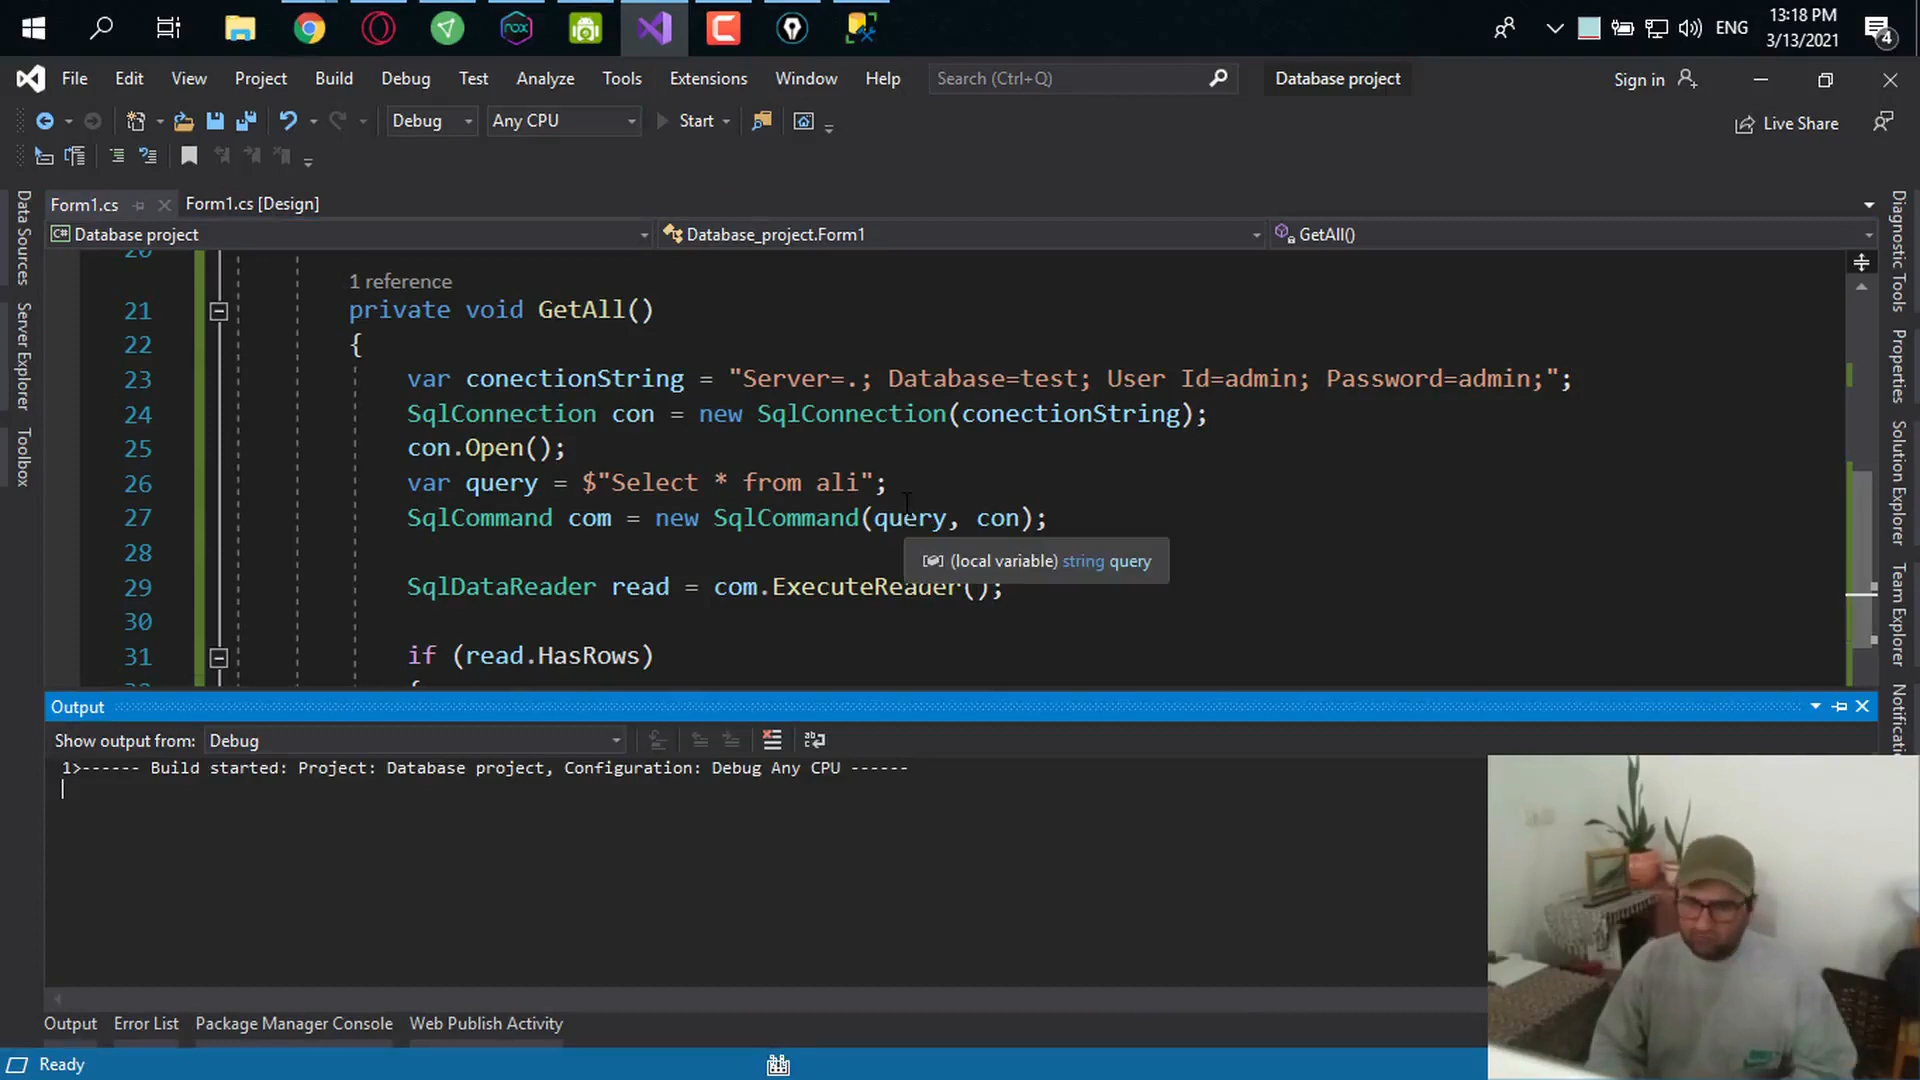 ENG
13:18 PM
3/13/2021
4
File Edit View Project Build Debug Test Analyze Tools Extensions Window Help
Search (Ctrl+Q)
Database project
Sign in
Debug
Any CPU
Start
Live Share
Form1.cs
Form1.cs [Design]
C# Database project
Database_project.Form1
GetAll()
Data Sources
Server Explorer
Toolbox
1 reference
21 private void GetAll()
22 {
23 var conectionString = "Server=.; Database=test; User Id=admin; Password=admin;";
24 SqlConnection con = new SqlConnection(conectionString);
25 con.Open();
26 var query = $"Select * from ali";
27 SqlCommand com = new SqlCommand(query, con);
28
(local variable) string query
29 SqlDataReader read = com.ExecuteReader();
30
31 if (read.HasRows)
{
Diagnostic Tools
Properties
Solution Explorer
Team Explorer
Output
Show output from: Debug
1>------ Build started: Project: Database project, Configuration: Debug Any CPU ------
Output Error List Package Manager Console Web Publish Activity
Ready